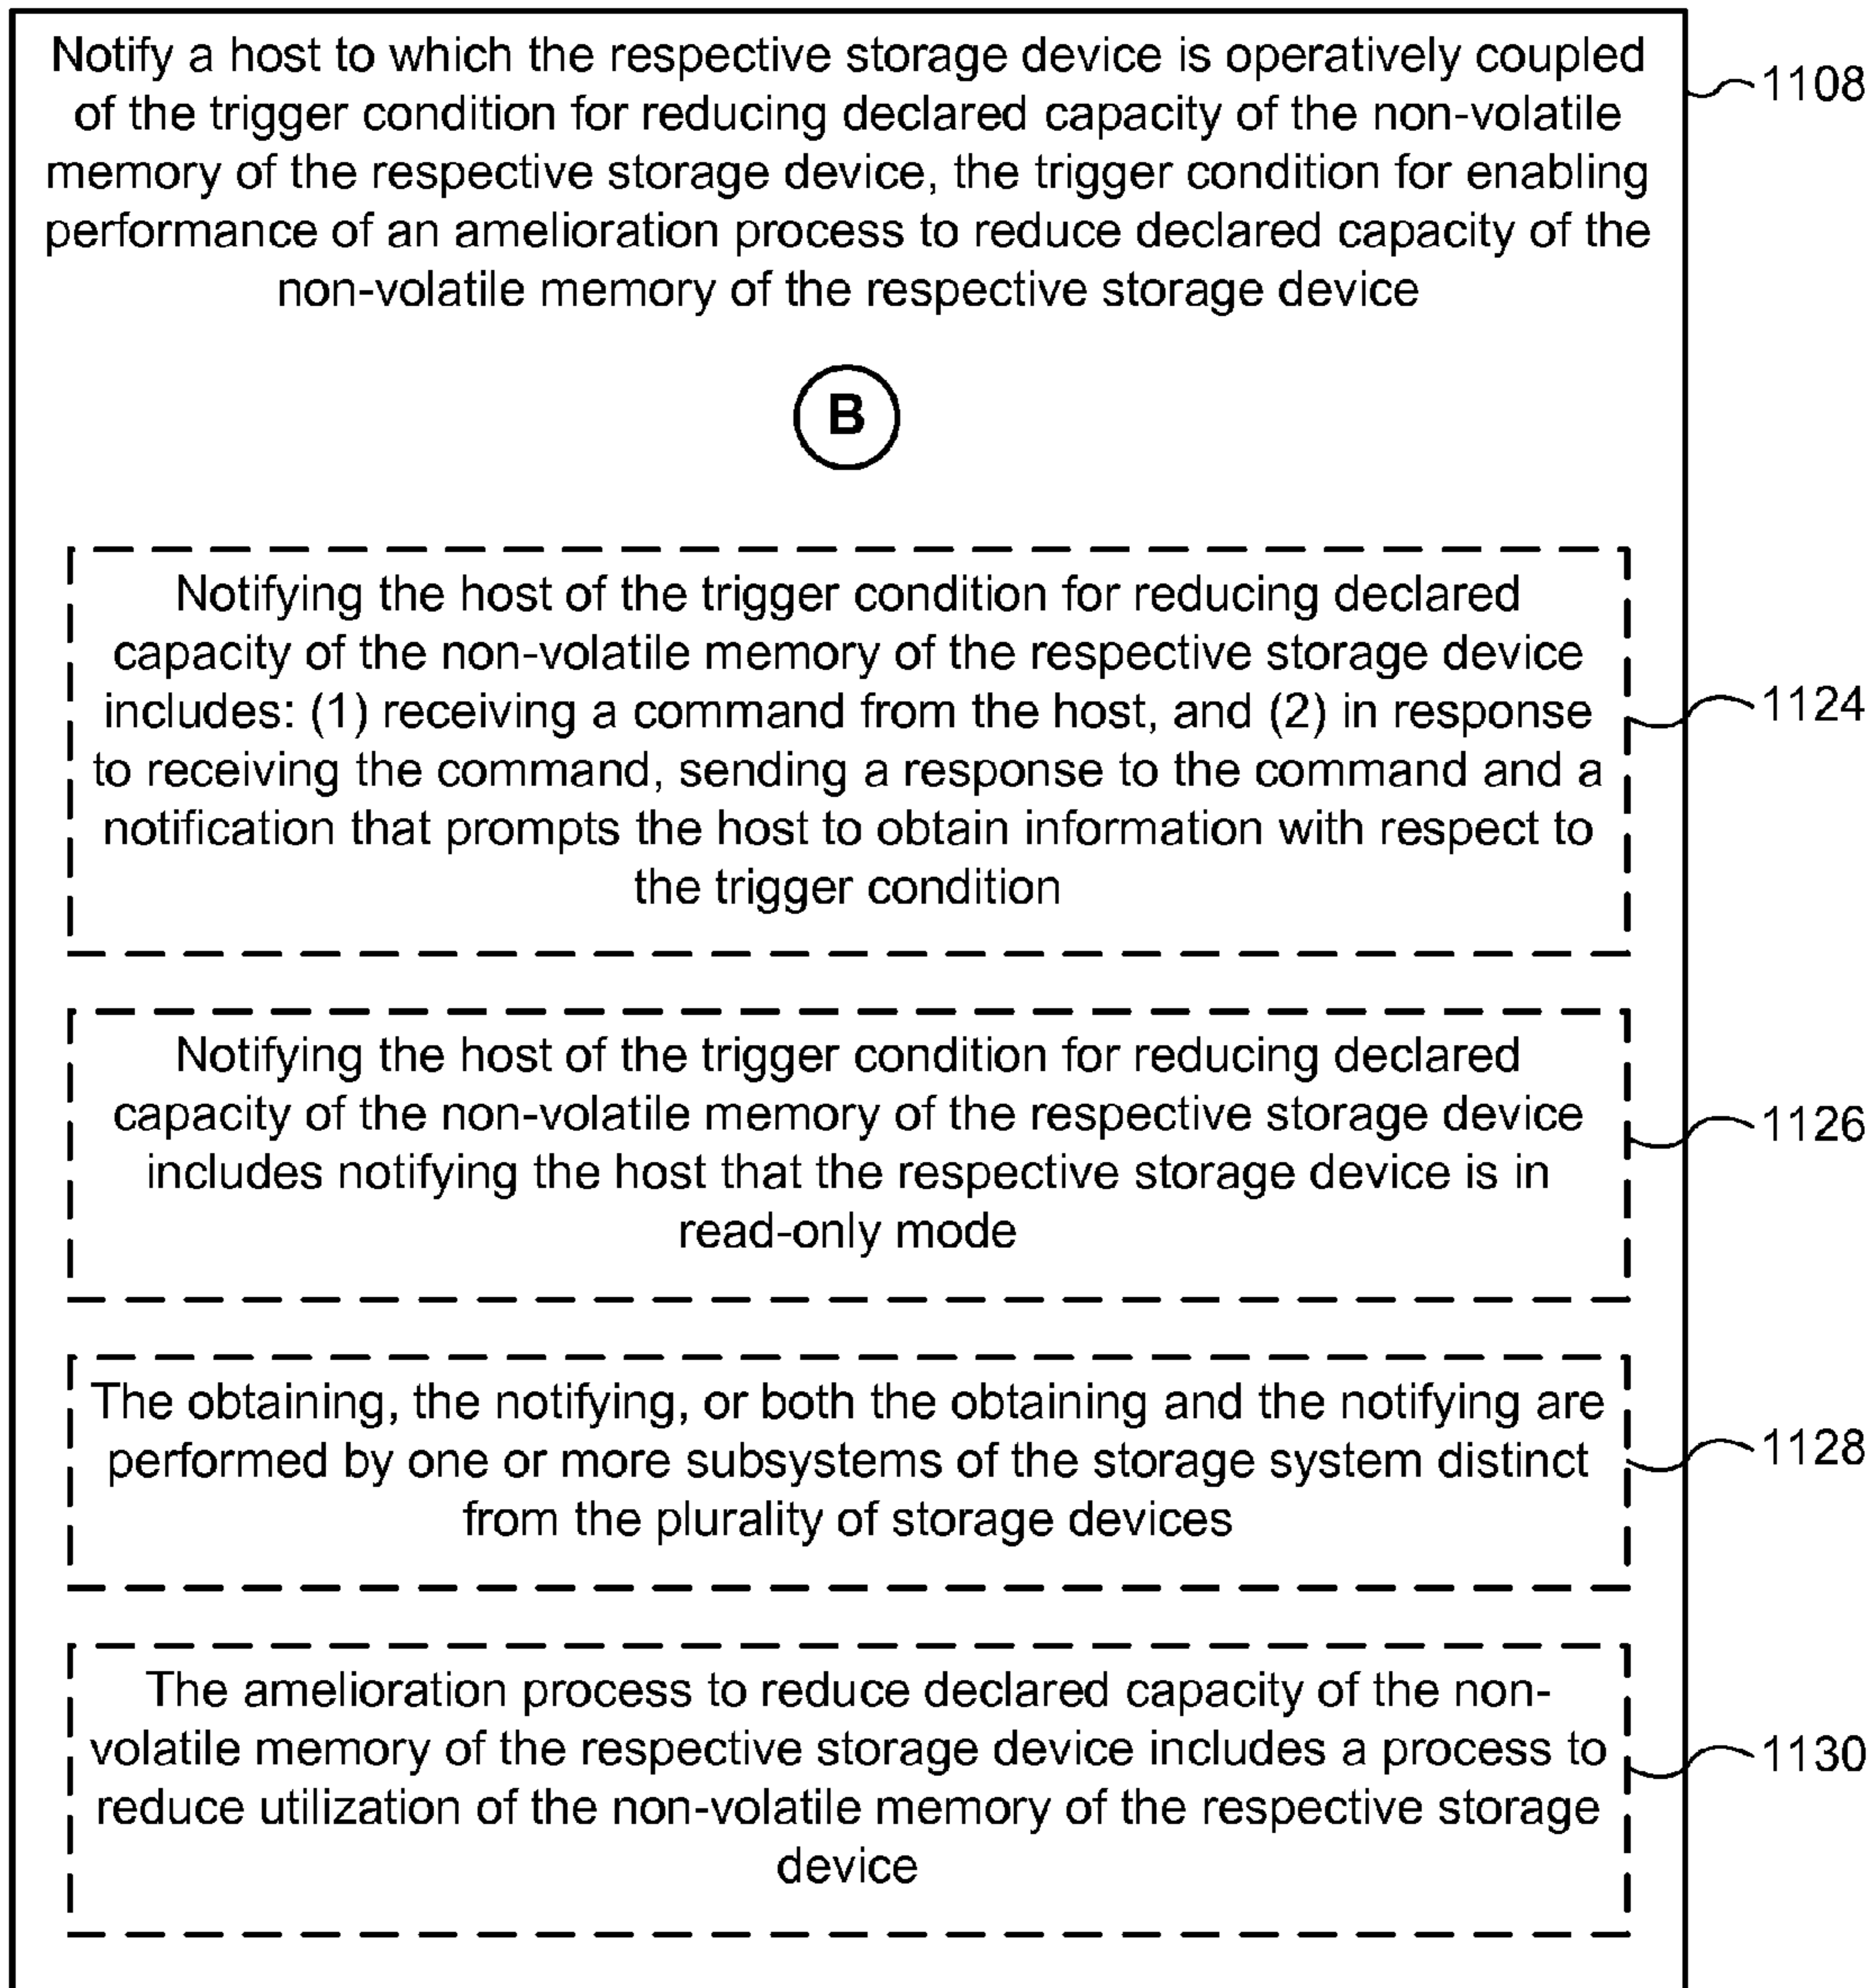 Notify a host to which the respective storage device is operatively coupled
of the trigger condition for reducing declared capacity of the non-volatile
memory of the respective storage device, the trigger condition for enabling
performance of an amelioration process to reduce declared capacity of the
non-volatile memory of the respective storage device
1108
B
Notifying the host of the trigger condition for reducing declared
capacity of the non-volatile memory of the respective storage device
includes: (1) receiving a command from the host, and (2) in response
to receiving the command, sending a response to the command and a
notification that prompts the host to obtain information with respect to
the trigger condition
1124
Notifying the host of the trigger condition for reducing declared
capacity of the non-volatile memory of the respective storage device
includes notifying the host that the respective storage device is in
read-only mode
1126
The obtaining, the notifying, or both the obtaining and the notifying are
performed by one or more subsystems of the storage system distinct
from the plurality of storage devices
1128
The amelioration process to reduce declared capacity of the non-
volatile memory of the respective storage device includes a process to
reduce utilization of the non-volatile memory of the respective storage
device
1130